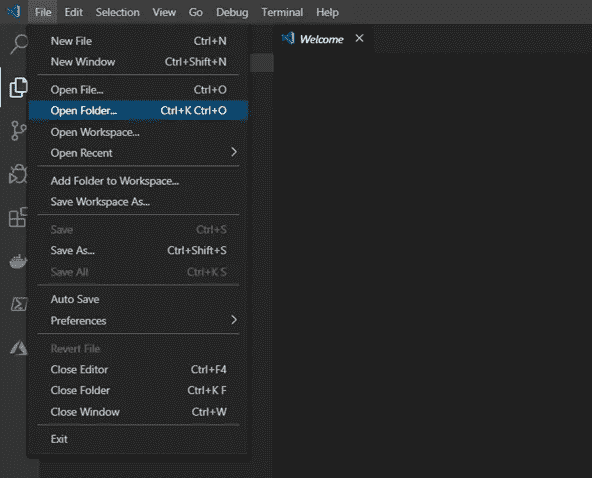 File Edit Selection View Go Debug Terminal Help
Welcome
New File Ctrl+N
New Window Ctrl+Shift+N
Open File... Ctrl+O
Open Folder... Ctrl+K Ctrl+O
Open Workspace...
Open Recent
Add Folder to Workspace...
Save Workspace As...
Save Ctrl+S
Save As... Ctrl+Shift+S
Save All Ctrl+K S
Auto Save
Preferences
Revert File
Close Editor Ctrl+F4
Close Folder Ctrl+K F
Close Window Ctrl+W
Exit